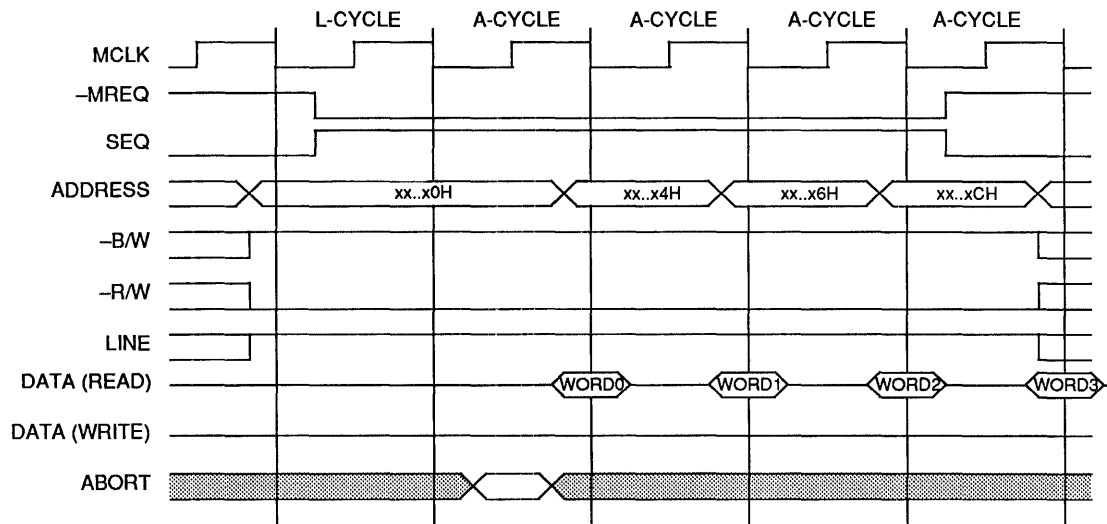 L-CYCLE A-CYCLE A-CYCLE A-CYCLE A-CYCLE
MCLK
–MREQ
SEQ
ADDRESS xx..x0H xx..x4H xx..x6H xx..xCH
–B/W
–R/W
LINE
DATA (READ) WORD0 WORD1 WORD2 WORD3
DATA (WRITE)
ABORT